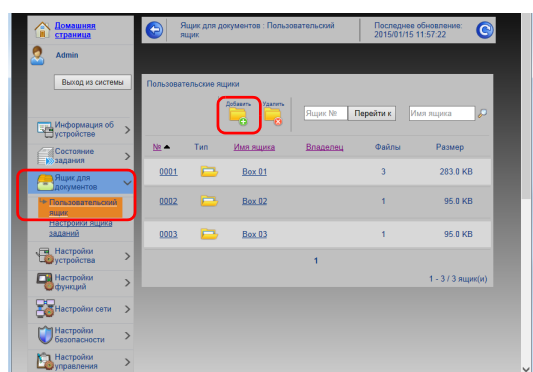 Домашняя
страница
Admin
Выход из системы
Информация об
устройстве
Состояние
задания
Ящик для
документов
Пользовательский
ящик
Настройки ящика
заданий
Настройки
устройства
Настройки
функций
Настройки сети
Настройки
безопасности
Настройки
управления
Ящик для документов : Пользовательский
ящик
Последнее обновление:
2015/01/15 11:57:22
Пользовательские ящики
Добавить Удалить
Ящик № Перейти к Имя ящика
№ Тип Имя ящика Владелец Файлы Размер
0001 Box 01 3 283.0 KB
0002 Box 02 1 95.0 KB
0003 Box 03 1 95.0 KB
1
1 - 3 / 3 ящик(и)